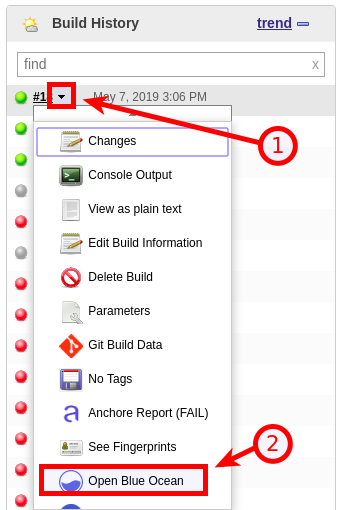 Build History
trend
find
x
May 7, 2019 3:06 PM
1
Changes
Console Output
View as plain text
Edit Build Information
Delete Build
Parameters
Git Build Data
No Tags
Anchore Report (FAIL)
See Fingerprints
2
Open Blue Ocean